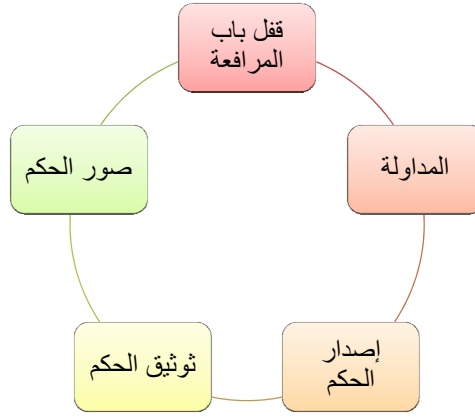 قفل باب
المرافعة
المداولة
إصدار
الحكم
ثوثيق الحكم
صور الحكم